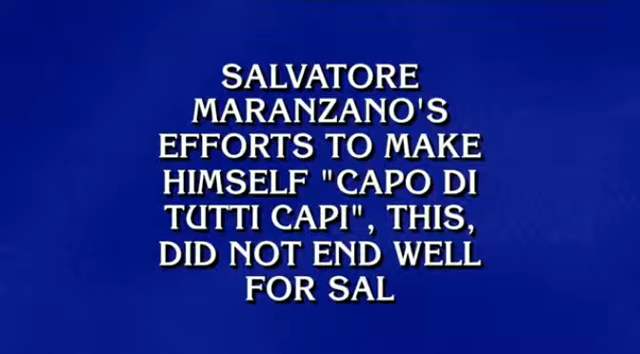 SALVATORE
MARANZANO'S
EFFORTS TO MAKE
HIMSELF "CAPO DI
TUTTI CAPI", THIS,
DID NOT END WELL
FOR SAL